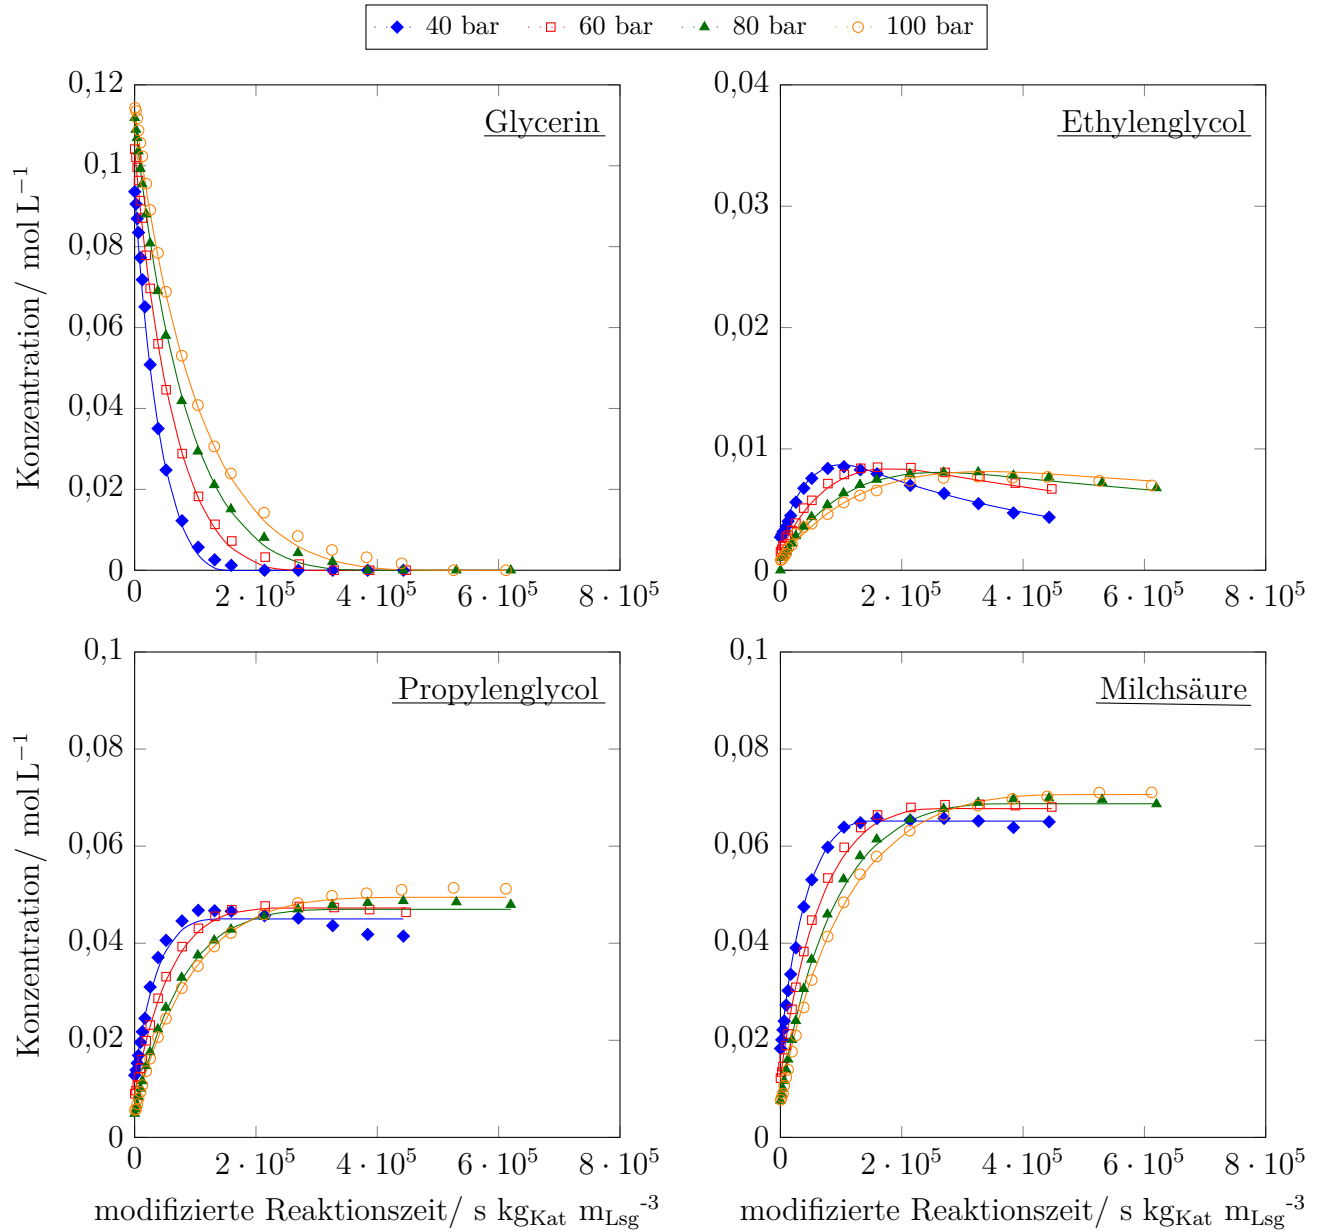 40 bar 60 bar 80 bar 100 bar
Glycerin
Konzentration/ mol L⁻¹
0,12
0,1
0,08
0,06
0,04
0,02
0
0 2 · 10⁵ 4 · 10⁵ 6 · 10⁵ 8 · 10⁵
Ethylenglycol
0,04
0,03
0,02
0,01
0
0 2 · 10⁵ 4 · 10⁵ 6 · 10⁵ 8 · 10⁵
Propylenglycol
Konzentration/ mol L⁻¹
0,1
0,08
0,06
0,04
0,02
0
0 2 · 10⁵ 4 · 10⁵ 6 · 10⁵ 8 · 10⁵
modifizierte Reaktionszeit/ s kg_Kat m_Lsg⁻³
Milchsäure
0,1
0,08
0,06
0,04
0,02
0
0 2 · 10⁵ 4 · 10⁵ 6 · 10⁵ 8 · 10⁵
modifizierte Reaktionszeit/ s kg_Kat m_Lsg⁻³